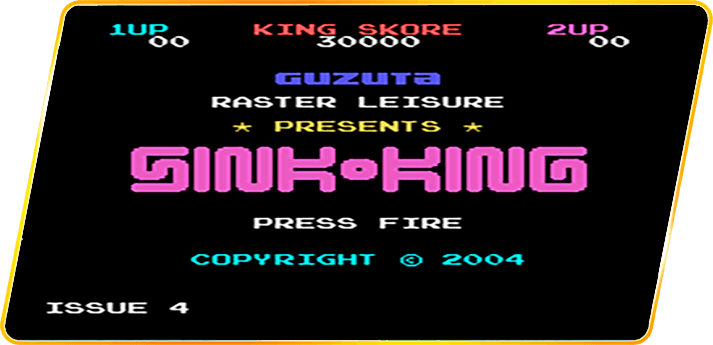 1UP KING SKORE 2UP
00 30000 00
GUZUTa
RASTER LEISURE
★ PRESENTS ★
SINK•KING
PRESS FIRE
COPYRIGHT © 2004
ISSUE 4